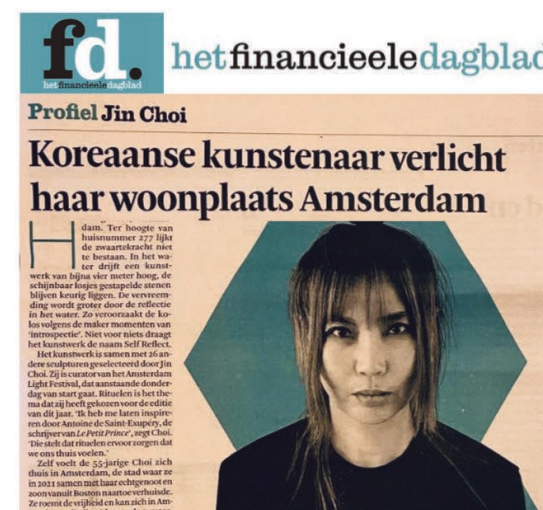 fd.
het financieele dagblad
hetfinancieeledagblad
Profiel Jin Choi
Koreaanse kunstenaar verlicht
haar woonplaats Amsterdam
H
dam. Ter hoogte van
huisnummer 277 lijkt
de zwaartekracht niet
te bestaan. In het wa-
ter drijft een kunst-
werk van bijna vier meter hoog, de
schijnbaar losjes gestapelde stenen
blijven keurig liggen. De vervreem-
ding wordt groter door de reflectie
in het water. Zo veroorzaakt de ko-
los volgens de maker momenten van
'introspectie'. Niet voor niets draagt
het kunstwerk de naam Self Reflect.
Het kunstwerk is samen met 26 an-
dere sculpturen geselecteerd door Jin
Choi. Zij is curator van het Amsterdam
Light Festival, dat aanstaande donder-
dag van start gaat. Rituelen is het the-
ma dat zij heeft gekozen voor de editie
van dit jaar. 'Ik heb me laten inspire-
ren door Antoine de Saint-Exupéry, de
schrijver van Le Petit Prince', zegt Choi.
'Die stelt dat rituelen ervoor zorgen dat
we ons thuis voelen.'
Zelf voelt de 55-jarige Choi zich
thuis in Amsterdam, de stad waar ze
in 2021 samen met haar echtgenoot en
zoon vanuit Boston naartoe verhuisde.
Ze roemt de vrijheid en kan zich in Am-